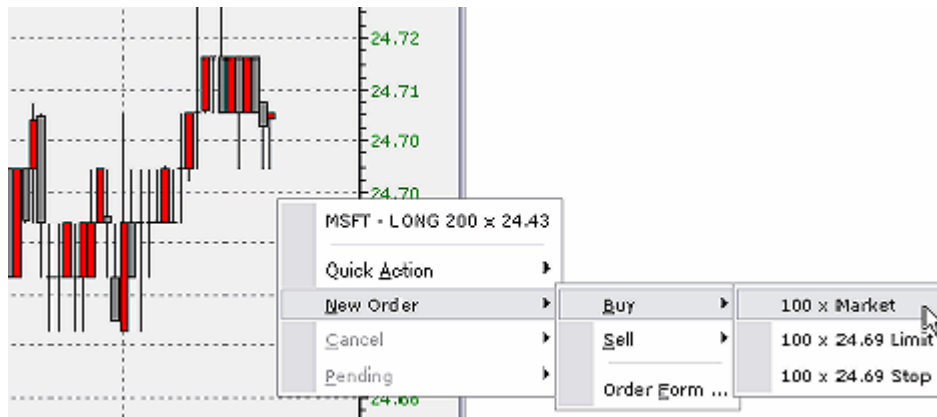 24.72
24.71
24.70
24.70
MSFT - LONG 200 x 24.43
Quick Action
New Order
Cancel
Pending
Buy
Sell
Order Form ...
100 x Market
100 x 24.69 Limit
100 x 24.69 Stop